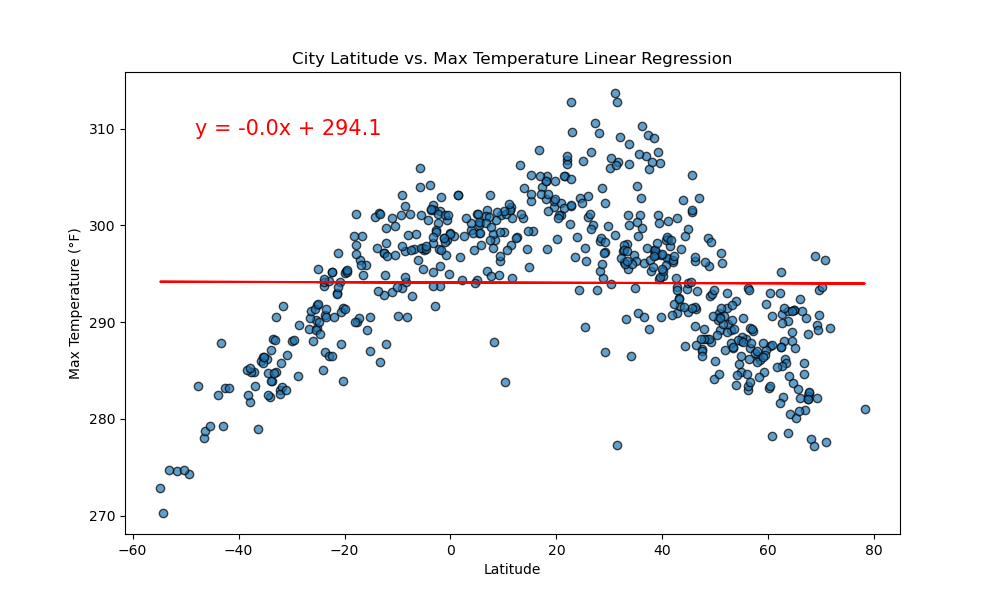 City Latitude vs. Max Temperature Linear Regression
y = -0.0x + 294.1
Max Temperature (°F)
310
300
290
280
270
−60 −40 −20 0 20 40 60 80
Latitude